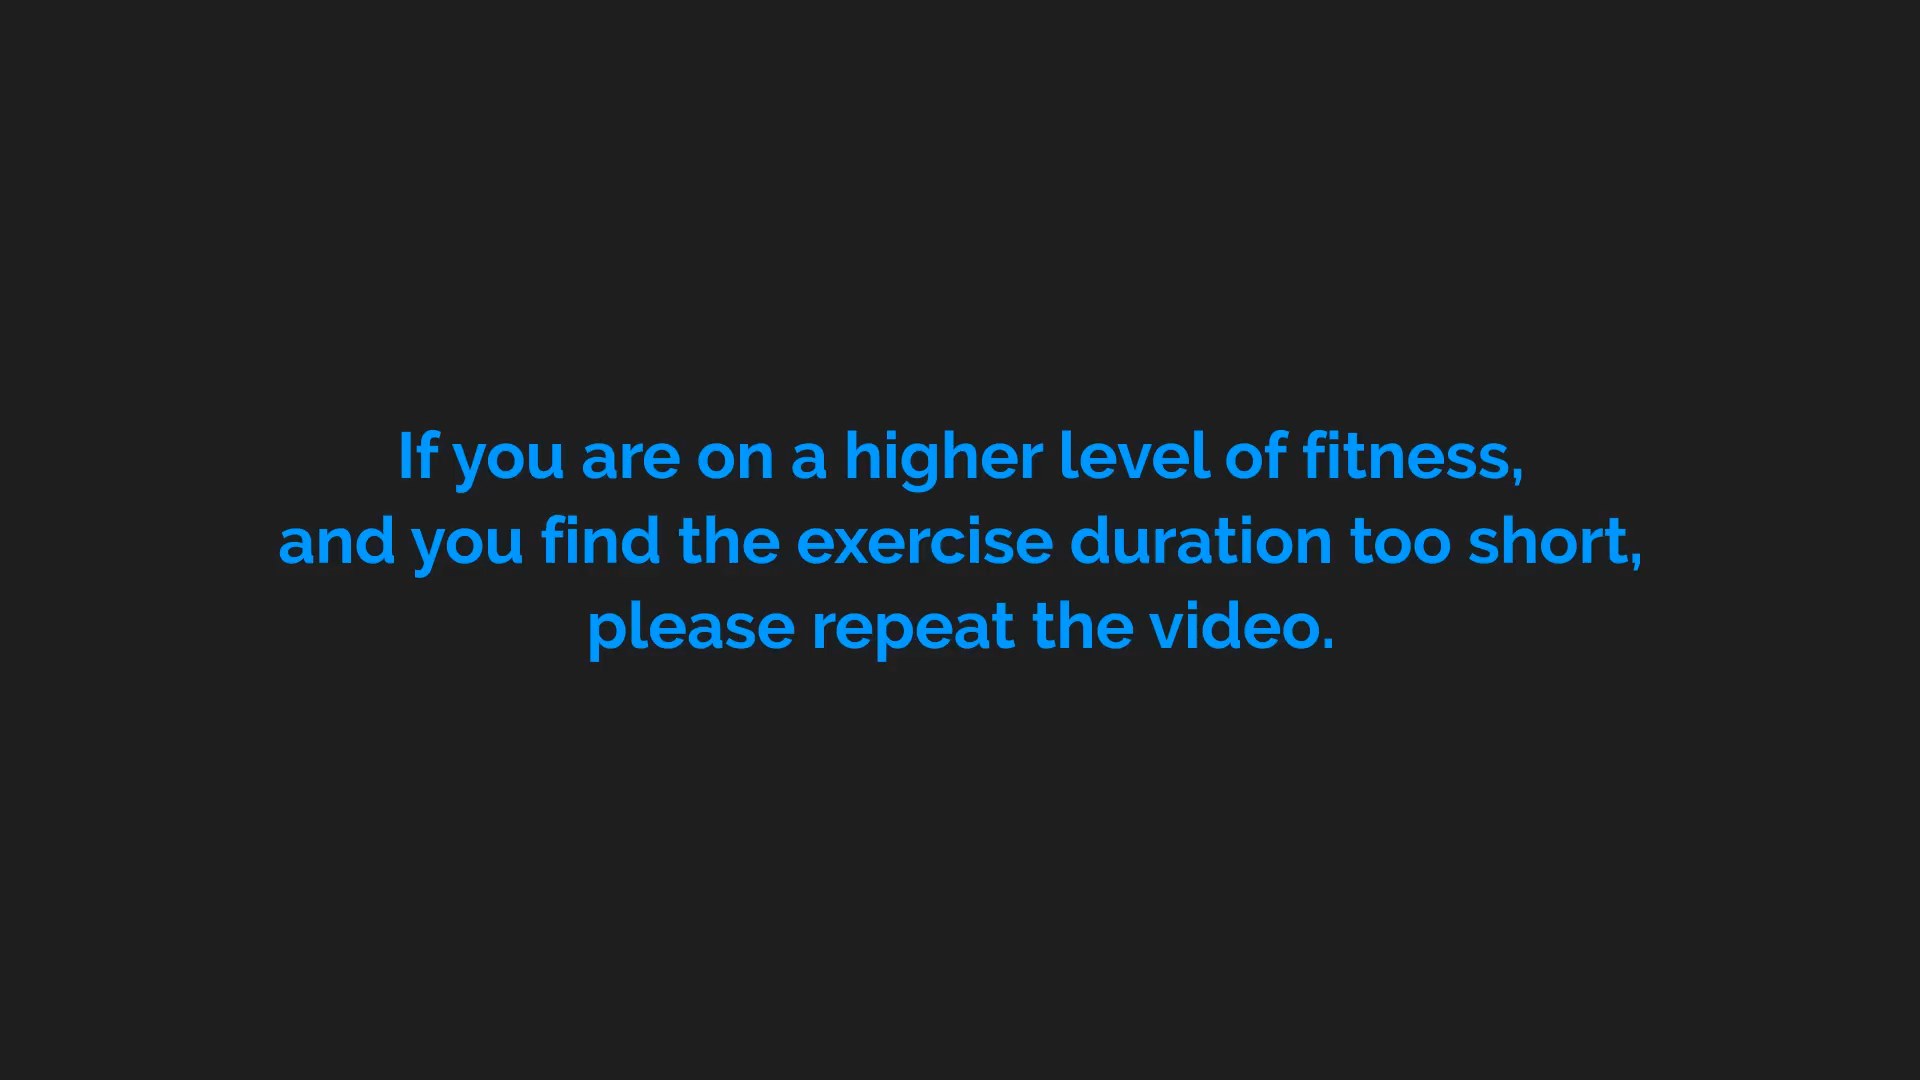 If you are on a higher level of fitness,
and you find the exercise duration too short,
please repeat the video.